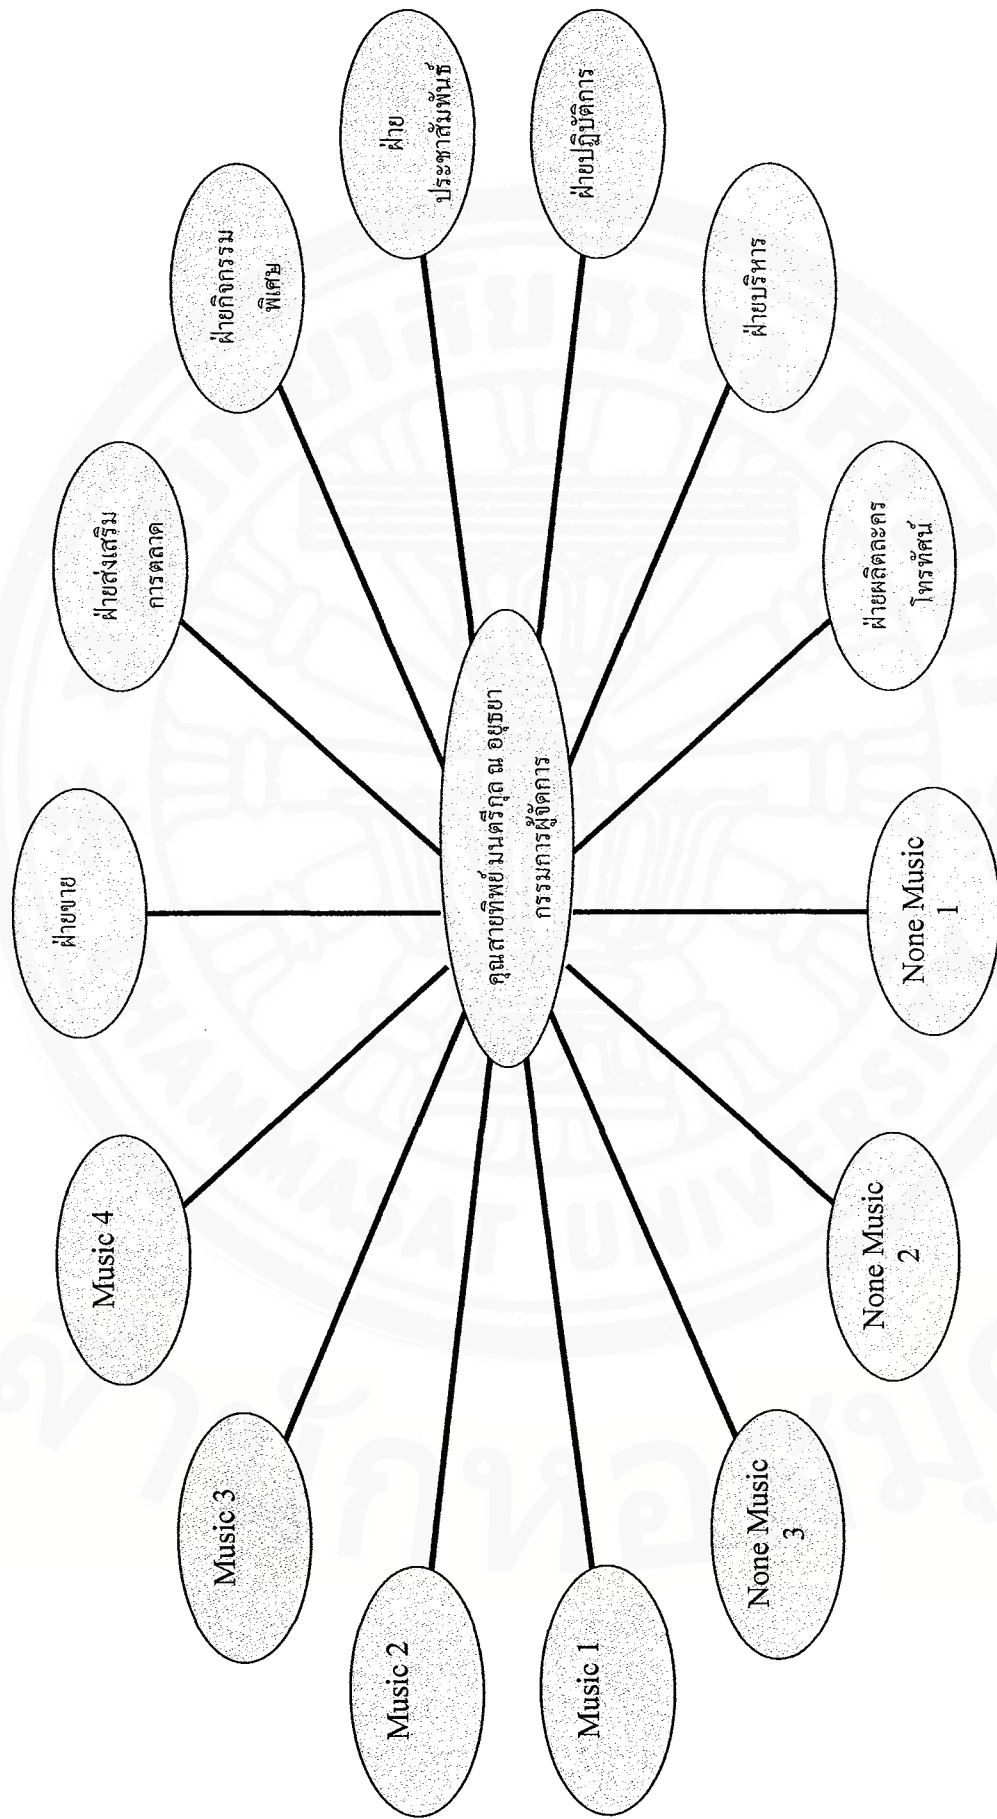 ฝ่ายขาย
ฝ่ายส่งเสริม
การตลาด
ฝ่ายกิจกรรม
พิเศษ
ฝ่าย
ประชาสัมพันธ์
ฝ่ายปฏิบัติการ
ฝ่ายบริหาร
ฝ่ายผลิตละคร
โทรทัศน์
None Music
1
None Music
2
None Music
3
Music 1
Music 2
Music 3
Music 4
คุณสายทิพย์ มนตรีกุล ณ อยุธยา
กรรมการผู้จัดการ
THAMMASAT UNIVERSITY